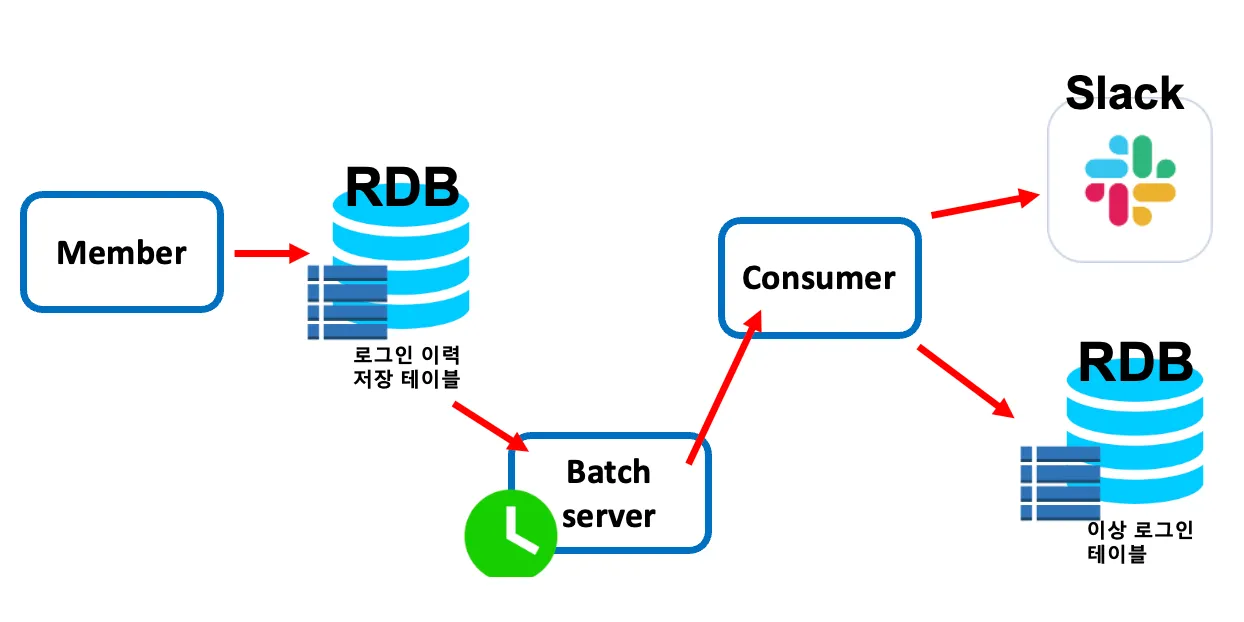 Member
RDB
로그인 이력
저장 테이블
Batch
server
Consumer
Slack
RDB
이상 로그인
테이블